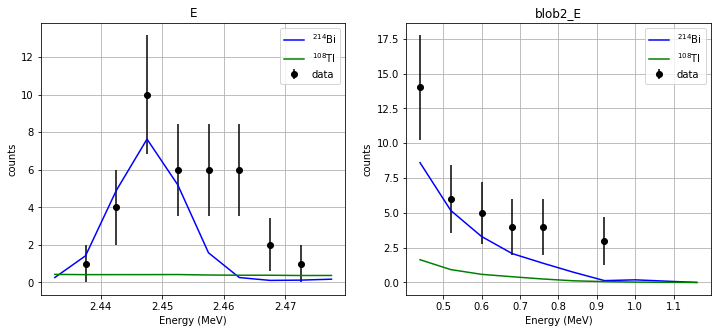 E
counts
12
10
8
6
4
2
0
2.44
2.45
2.46
2.47
Energy (MeV)
²¹⁴Bi
¹⁰⁸Tl
data
blob2_E
counts
17.5
15.0
12.5
10.0
7.5
5.0
2.5
0.0
0.5
0.6
0.7
0.8
0.9
1.0
1.1
Energy (MeV)
²¹⁴Bi
¹⁰⁸Tl
data